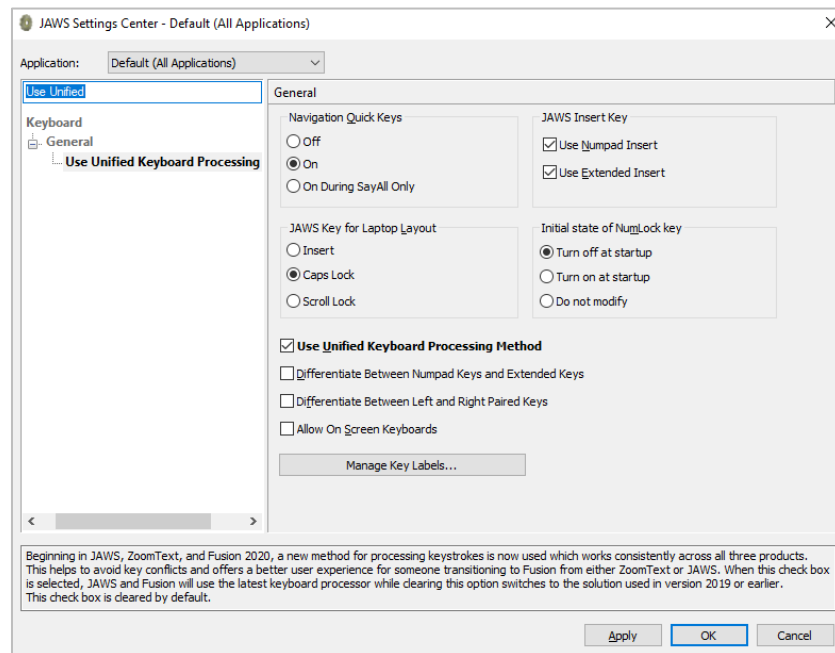 JAWS Settings Center - Default (All Applications)
Application: Default (All Applications)
Use Unified
Keyboard
General
Use Unified Keyboard Processing
General
Navigation Quick Keys
Off
On
On During SayAll Only
JAWS Insert Key
Use Numpad Insert
Use Extended Insert
JAWS Key for Laptop Layout
Insert
Caps Lock
Scroll Lock
Initial state of NumLock key
Turn off at startup
Turn on at startup
Do not modify
Use Unified Keyboard Processing Method
Differentiate Between Numpad Keys and Extended Keys
Differentiate Between Left and Right Paired Keys
Allow On Screen Keyboards
Manage Key Labels...
Beginning in JAWS, ZoomText, and Fusion 2020, a new method for processing keystrokes is now used which works consistently across all three products.
This helps to avoid key conflicts and offers a better user experience for someone transitioning to Fusion from either ZoomText or JAWS. When this check box
is selected, JAWS and Fusion will use the latest keyboard processor while clearing this option switches to the solution used in version 2019 or earlier.
This check box is cleared by default.
Apply OK Cancel